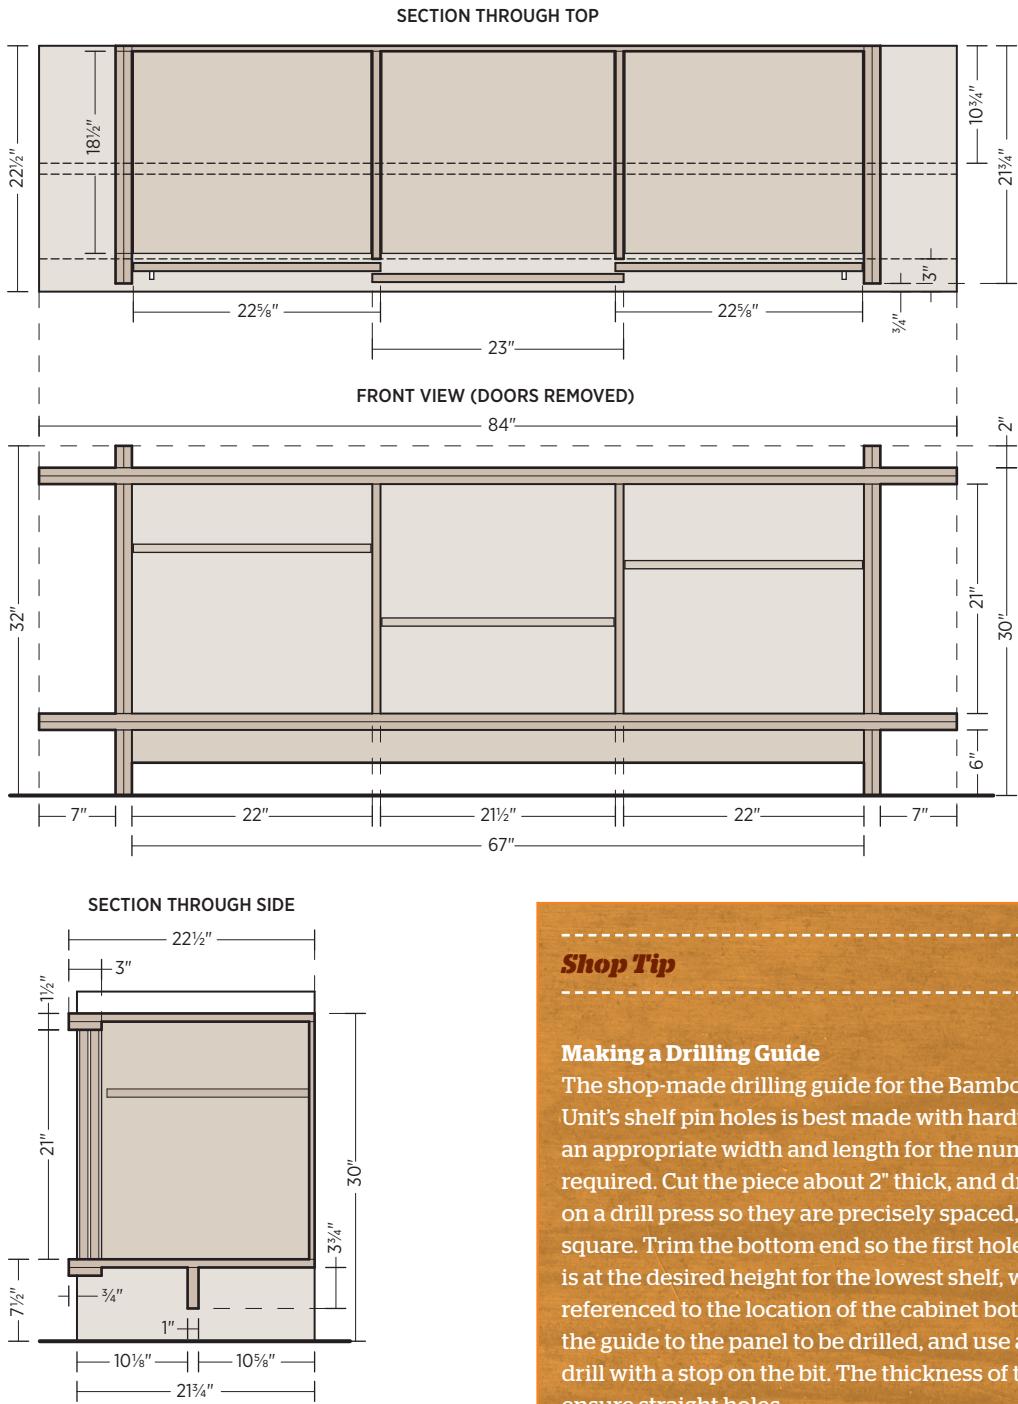 SECTION THROUGH TOP
22½"
18½"
10¾"
21¾"
3"
¾"
22⅝"
22⅝"
23"
FRONT VIEW (DOORS REMOVED)
84"
2"
32"
21"
30"
6"
7"
22"
21½"
22"
7"
67"
SECTION THROUGH SIDE
22½"
3"
1½"
21"
30"
3¾"
7½"
¾"
1"
10⅛"
10⅝"
21¾"
Shop Tip
Making a Drilling Guide
The shop-made drilling guide for the Bambo
Unit's shelf pin holes is best made with hard
an appropriate width and length for the num
required. Cut the piece about 2" thick, and d
on a drill press so they are precisely spaced,
square. Trim the bottom end so the first hole
is at the desired height for the lowest shelf, w
referenced to the location of the cabinet bot
the guide to the panel to be drilled, and use a
drill with a stop on the bit. The thickness of t
ensure straight holes.